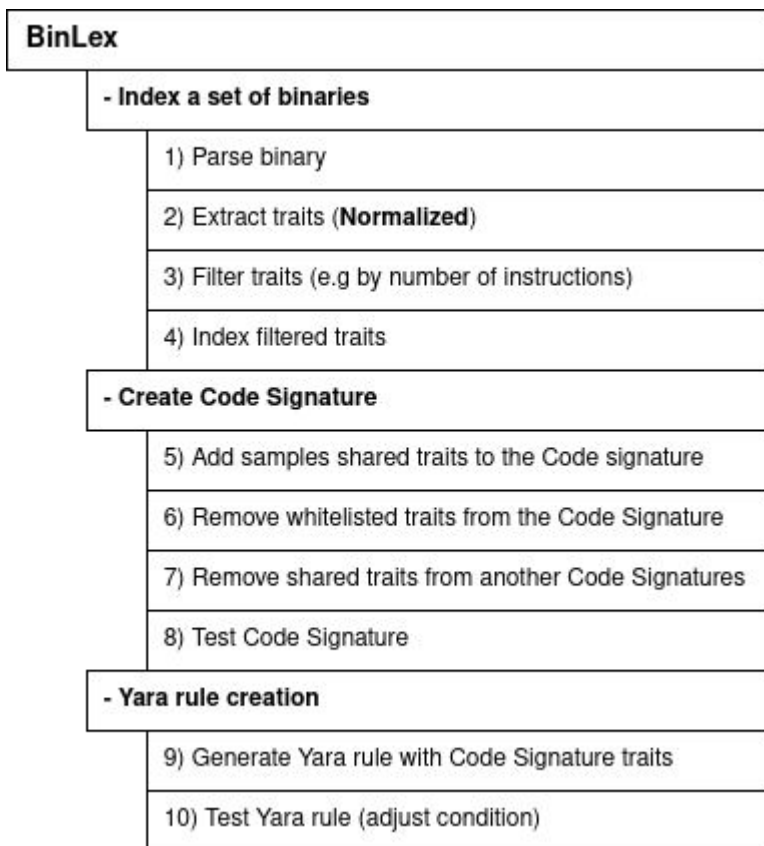 BinLex
- Index a set of binaries
1) Parse binary
2) Extract traits (Normalized)
3) Filter traits (e.g by number of instructions)
4) Index filtered traits
- Create Code Signature
5) Add samples shared traits to the Code signature
6) Remove whitelisted traits from the Code Signature
7) Remove shared traits from another Code Signatures
8) Test Code Signature
- Yara rule creation
9) Generate Yara rule with Code Signature traits
10) Test Yara rule (adjust condition)